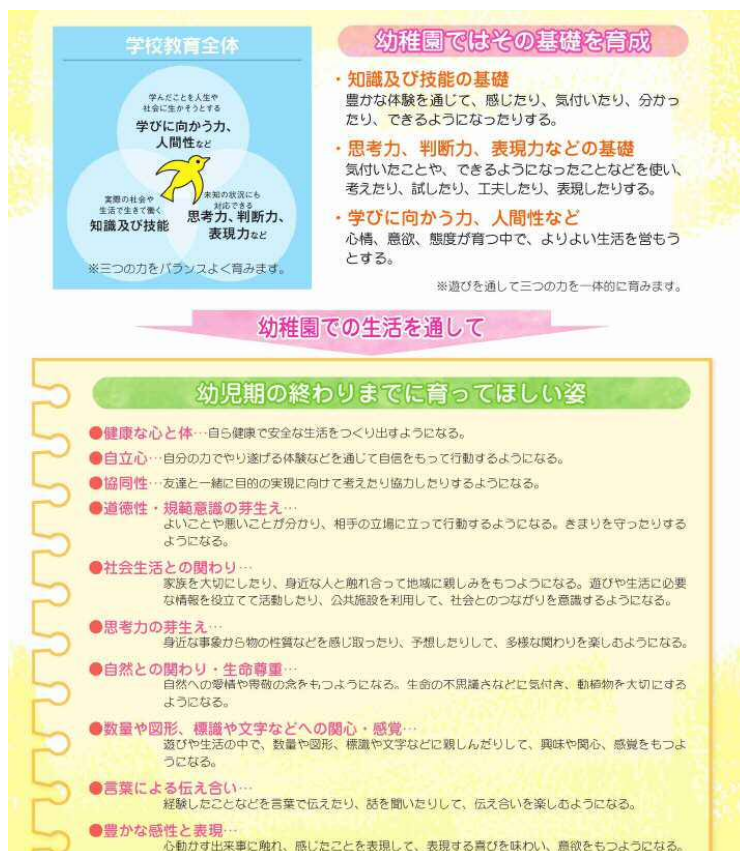 学校教育全体
学んだことを人生や
社会に生かそうとする
学びに向かう力、
人間性など
実際の社会や
生活で生きて働く
知識及び技能
未知の状況にも
対応できる
思考力、判断力、
表現力など
※三つの力をバランスよく育みます。
幼稚園ではその基礎を育成
・知識及び技能の基礎
豊かな体験を通じて、感じたり、気付いたり、分かっ
たり、できるようになったりする。
・思考力、判断力、表現力などの基礎
気付いたことや、できるようになったことなどを使い、
考えたり、試したり、工夫したり、表現したりする。
・学びに向かう力、人間性など
心情、意欲、態度が育つ中で、よりよい生活を営もう
とする。
※遊びを通して三つの力を一体的に育みます。
幼稚園での生活を通して
幼児期の終わりまでに育ってほしい姿
●健康な心と体…自ら健康で安全な生活をつくり出すようになる。
●自立心…自分の力でやり遂げる体験などを通じて自信をもって行動するようになる。
●協同性…友達と一緒に目的の実現に向けて考えたり協力したりするようになる。
●道徳性・規範意識の芽生え…
よいことや悪いことが分かり、相手の立場に立って行動するようになる。きまりを守ったりする
ようになる。
●社会生活との関わり…
家族を大切にしたり、身近な人と触れ合って地域に親しみをもつようになる。遊びや生活に必要
な情報を役立てて活動したり、公共施設を利用して、社会とのつながりを意識するようになる。
●思考力の芽生え…
身近な事象から物の性質などを感じ取ったり、予想したりして、多様な関わりを楽しむようになる。
●自然との関わり・生命尊重…
自然への愛情や畏敬の念をもつようになる。生命の不思議さなどに気付き、動植物を大切にする
ようになる。
●数量や図形、標識や文字などへの関心・感覚…
遊びや生活の中で、数量や図形、標識や文字などに親しんだりして、興味や関心、感覚をもつよ
うになる。
●言葉による伝え合い…
経験したことなどを言葉で伝えたり、話を聞いたりして、伝え合いを楽しむようになる。
●豊かな感性と表現…
心動かす出来事に触れ、感じたことを表現して、表現する喜びを味わい、意欲をもつようになる。